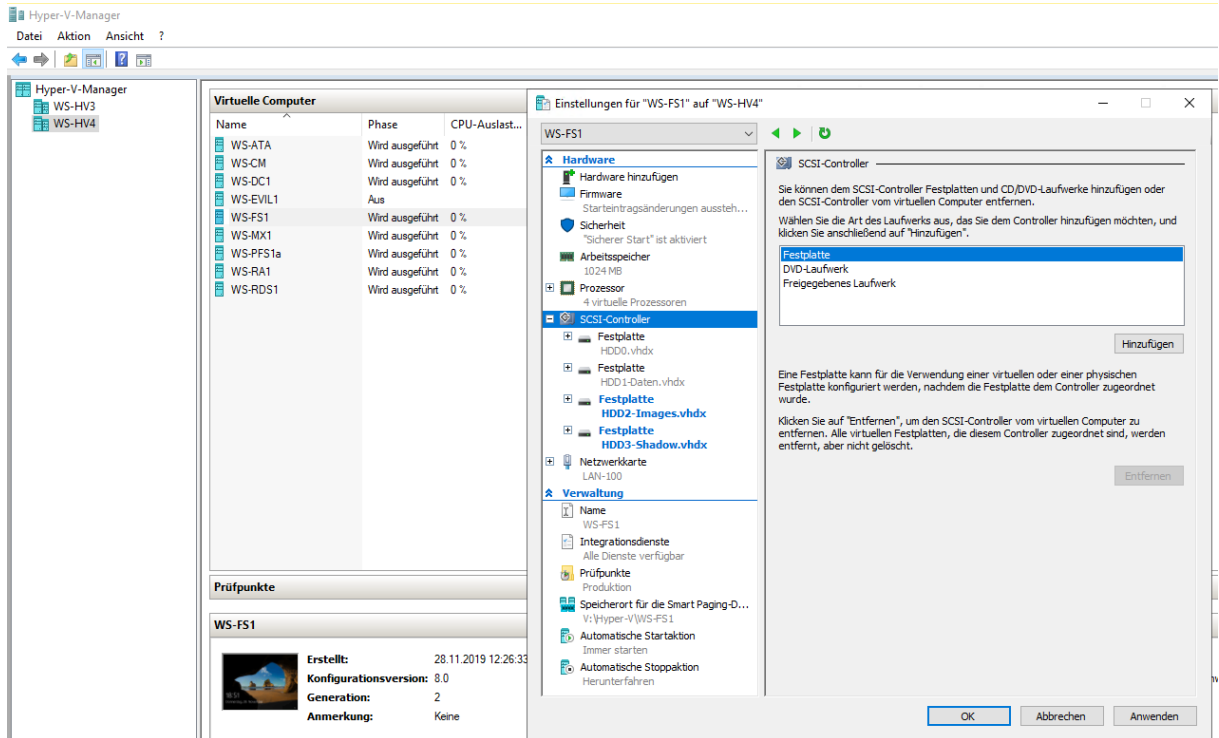 Hyper-V-Manager
Datei Aktion Ansicht ?
Hyper-V-Manager
WS-HV3
WS-HV4
Virtuelle Computer
Name Phase CPU-Auslast...
WS-ATA Wird ausgeführt 0 %
WS-CM Wird ausgeführt 0 %
WS-DC1 Wird ausgeführt 0 %
WS-EVIL1 Aus
WS-FS1 Wird ausgeführt 0 %
WS-MX1 Wird ausgeführt 0 %
WS-PFS1a Wird ausgeführt 0 %
WS-RA1 Wird ausgeführt 0 %
WS-RDS1 Wird ausgeführt 0 %
Prüfpunkte
WS-FS1
Erstellt: 28.11.2019 12:26:33
Konfigurationsversion: 8.0
Generation: 2
Anmerkung: Keine
Einstellungen für "WS-FS1" auf "WS-HV4"
WS-FS1
Hardware
Hardware hinzufügen
Firmware
Starteintragsänderungen aussteh...
Sicherheit
"Sicherer Start" ist aktiviert
Arbeitsspeicher
1024 MB
Prozessor
4 virtuelle Prozessoren
SCSI-Controller
Festplatte
HDD0.vhdx
Festplatte
HDD1-Daten.vhdx
Festplatte
HDD2-Images.vhdx
Festplatte
HDD3-Shadow.vhdx
Netzwerkkarte
LAN-100
Verwaltung
Name
WS-FS1
Integrationsdienste
Alle Dienste verfügbar
Prüfpunkte
Produktion
Speicherort für die Smart Paging-D...
V:\Hyper-V\WS-FS1
Automatische Startaktion
Immer starten
Automatische Stoppaktion
Herunterfahren
SCSI-Controller
Sie können dem SCSI-Controller Festplatten und CD/DVD-Laufwerke hinzufügen oder
den SCSI-Controller vom virtuellen Computer entfernen.
Wählen Sie die Art des Laufwerks aus, das Sie dem Controller hinzufügen möchten, und
klicken Sie anschließend auf "Hinzufügen".
Festplatte
DVD-Laufwerk
Freigegebenes Laufwerk
Hinzufügen
Eine Festplatte kann für die Verwendung einer virtuellen oder einer physischen
Festplatte konfiguriert werden, nachdem die Festplatte dem Controller zugeordnet
wurde.
Klicken Sie auf "Entfernen", um den SCSI-Controller vom virtuellen Computer zu
entfernen. Alle virtuellen Festplatten, die diesem Controller zugeordnet sind, werden
entfernt, aber nicht gelöscht.
Entfernen
OK Abbrechen Anwenden